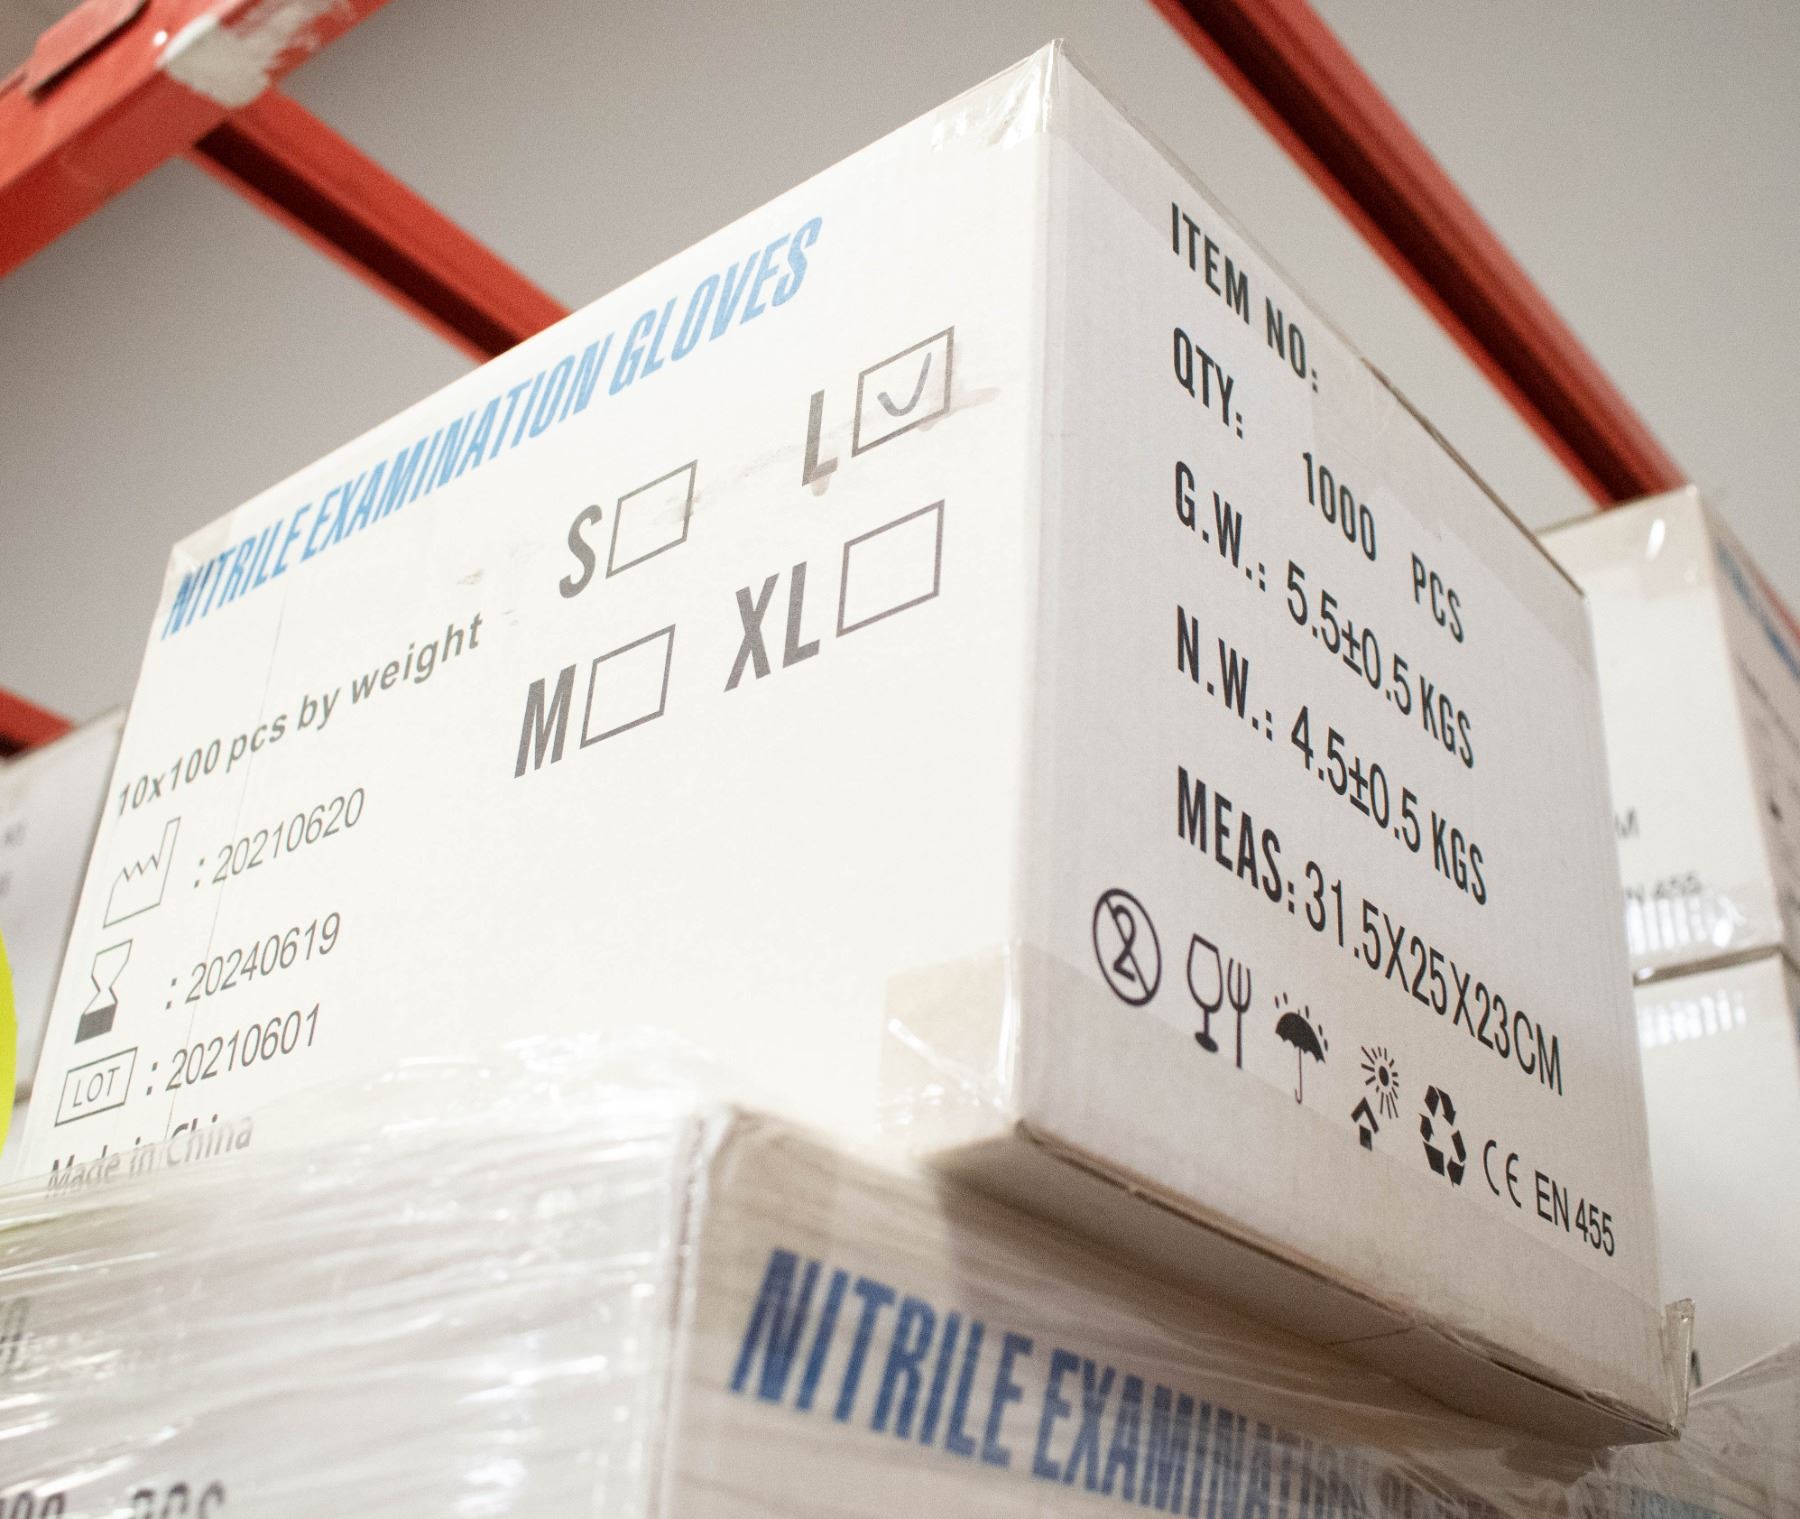 NITRILE EXAMINATION GLOVES
10x100 pcs by weight
S
L
M
XL
: 20210620
: 20240619
LOT : 20210601
Made in China
ITEM NO:
QTY: 1000 PCS
G.W.: 5.5±0.5 KGS
N.W.: 4.5±0.5 KGS
MEAS: 31.5X25X23CM
2
CE EN 455
NITRILE EXAMINATION
PCS
M
455